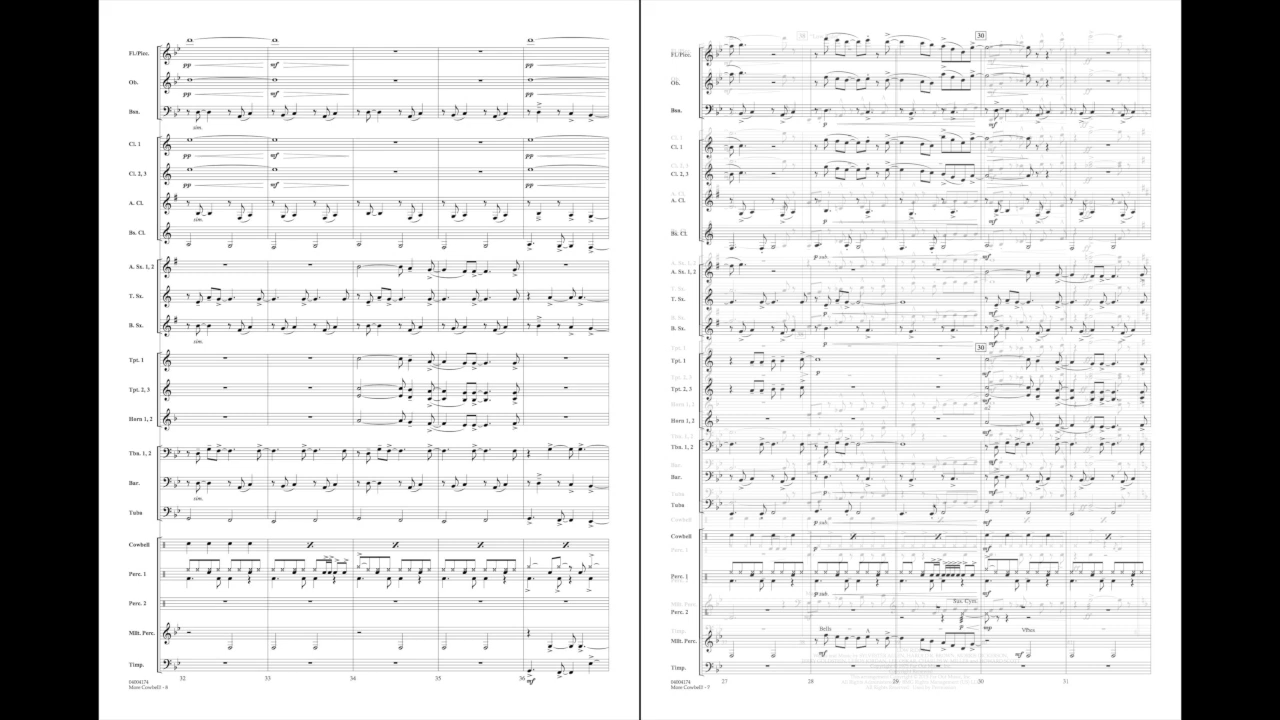 Fl/Picc.
pp
mf
pp
Ob.
pp
mf
pp
Bsn.
sim.
Cl. 1
pp
mf
pp
Cl. 2, 3
pp
mf
pp
A. Cl.
sim.
Bs. Cl.
A. Sx. 1, 2
T. Sx.
B. Sx.
sim.
Tpt. 1
Tpt. 2, 3
Horn 1, 2
Tbn. 1, 2
Bar.
sim.
Tuba
Cowbell
Perc. 1
Perc. 2
Mlt. Perc.
Timp.
mf
04004174
More Cowbell! - 8
33
34
35
36
30
Fl/Picc.
Ob.
Bsn.
p
mf
Cl. 1
Cl. 2, 3
A. Cl.
p
mf
Bs. Cl.
p sub.
mf
A. Sx. 1, 2
T. Sx.
B. Sx.
p
mf
30
Tpt. 1
p
Tpt. 2, 3
Horn 1, 2
Tbn. 1, 2
p
mf
Bar.
p
mf
Tuba
p sub.
mf
Cowbell
p
mf
Perc. 1
p sub.
mf
Sus. Cym.
Perc. 2
p
mp
Bells
Vibes
Mlt. Perc.
Timp.
04004174
More Cowbell! - 7
27
28
29
30
31